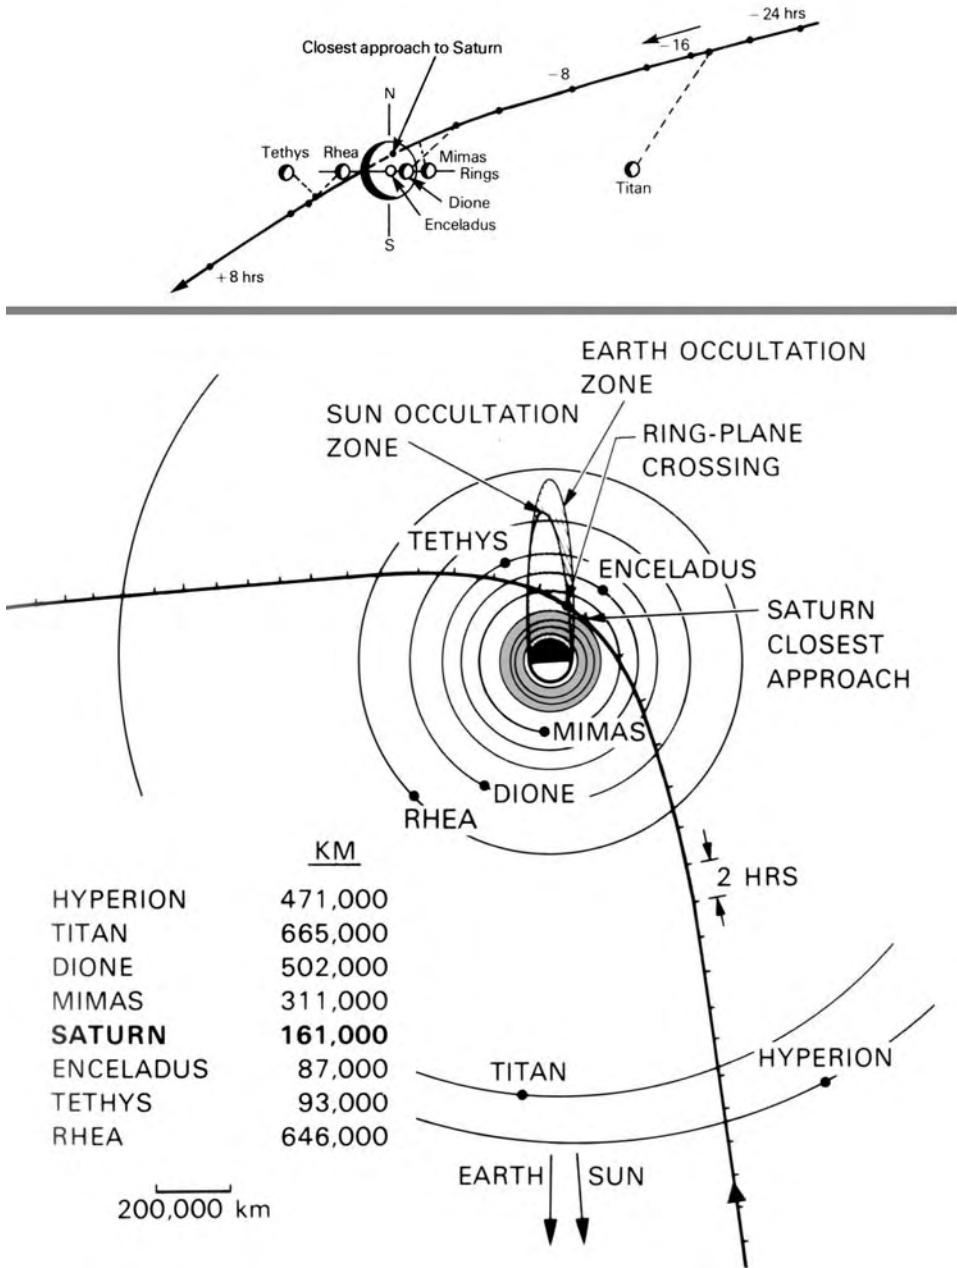 − 24 hrs
−16
Closest approach to Saturn
−8
N
Tethys
Rhea
Mimas
Rings
Titan
Dione
Enceladus
S
+8 hrs
EARTH OCCULTATION
ZONE
SUN OCCULTATION
ZONE
RING-PLANE
CROSSING
TETHYS
ENCELADUS
SATURN
CLOSEST
APPROACH
MIMAS
DIONE
RHEA
2 HRS
KM
HYPERION 471,000
TITAN 665,000
DIONE 502,000
MIMAS 311,000
SATURN 161,000
ENCELADUS 87,000
TETHYS 93,000
RHEA 646,000
TITAN
HYPERION
EARTH
SUN
200,000 km